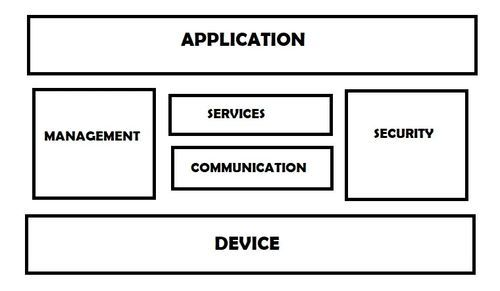 APPLICATION
MANAGEMENT
SERVICES
COMMUNICATION
SECURITY
DEVICE